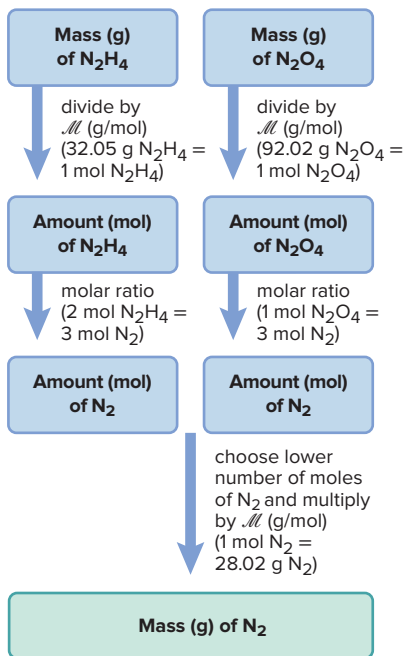 Mass (g)
of N₂H₄
Mass (g)
of N₂O₄
divide by
ℳ (g/mol)
(32.05 g N₂H₄ =
1 mol N₂H₄)
divide by
ℳ (g/mol)
(92.02 g N₂O₄ =
1 mol N₂O₄)
Amount (mol)
of N₂H₄
Amount (mol)
of N₂O₄
molar ratio
(2 mol N₂H₄ =
3 mol N₂)
molar ratio
(1 mol N₂O₄ =
3 mol N₂)
Amount (mol)
of N₂
Amount (mol)
of N₂
choose lower
number of moles
of N₂ and multiply
by ℳ (g/mol)
(1 mol N₂ =
28.02 g N₂)
Mass (g) of N₂